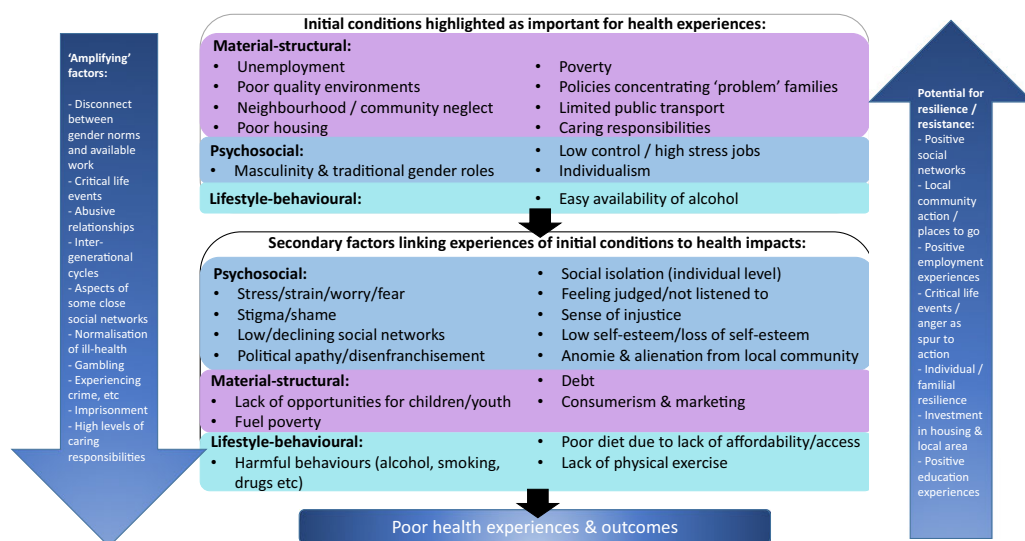 'Amplifying'
factors:
- Disconnect
between
gender norms
and available
work
- Critical life
events
- Abusive
relationships
- Inter-
generational
cycles
- Aspects of
some close
social networks
-Normalisation
of ill-health
- Gambling
- Experiencing
crime, etc
- Imprisonment
- High levels of
caring
responsibilities
Initial conditions highlighted as important for health experiences:
Material-structural:
• Unemployment
• Poor quality environments
• Neighbourhood / community neglect
• Poor housing
• Poverty
• Policies concentrating 'problem' families
• Limited public transport
• Caring responsibilities
Psychosocial:
• Masculinity & traditional gender roles
• Low control / high stress jobs
• Individualism
Lifestyle-behavioural:
• Easy availability of alcohol
Secondary factors linking experiences of initial conditions to health impacts:
Psychosocial:
• Stress/strain/worry/fear
• Stigma/shame
• Low/declining social networks
• Political apathy/disenfranchisement
• Social isolation (individual level)
• Feeling judged/not listened to
• Sense of injustice
• Low self-esteem/loss of self-esteem
• Anomie & alienation from local community
Material-structural:
• Lack of opportunities for children/youth
• Fuel poverty
• Debt
• Consumerism & marketing
Lifestyle-behavioural:
• Harmful behaviours (alcohol, smoking,
drugs etc)
• Poor diet due to lack of affordability/access
• Lack of physical exercise
Poor health experiences & outcomes
Potential for
resilience /
resistance:
- Positive
social
networks
- Local
community
action /
places to go
- Positive
employment
experiences
- Critical life
events /
anger as
spur to
action
- Individual /
familial
resilience
- Investment
in housing &
local area
- Positive
education
experiences